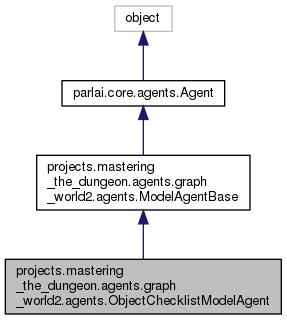 object
parlai.core.agents.Agent
projects.mastering
_the_dungeon.agents.graph
_world2.agents.ModelAgentBase
projects.mastering
_the_dungeon.agents.graph
_world2.agents.ObjectChecklistModelAgent